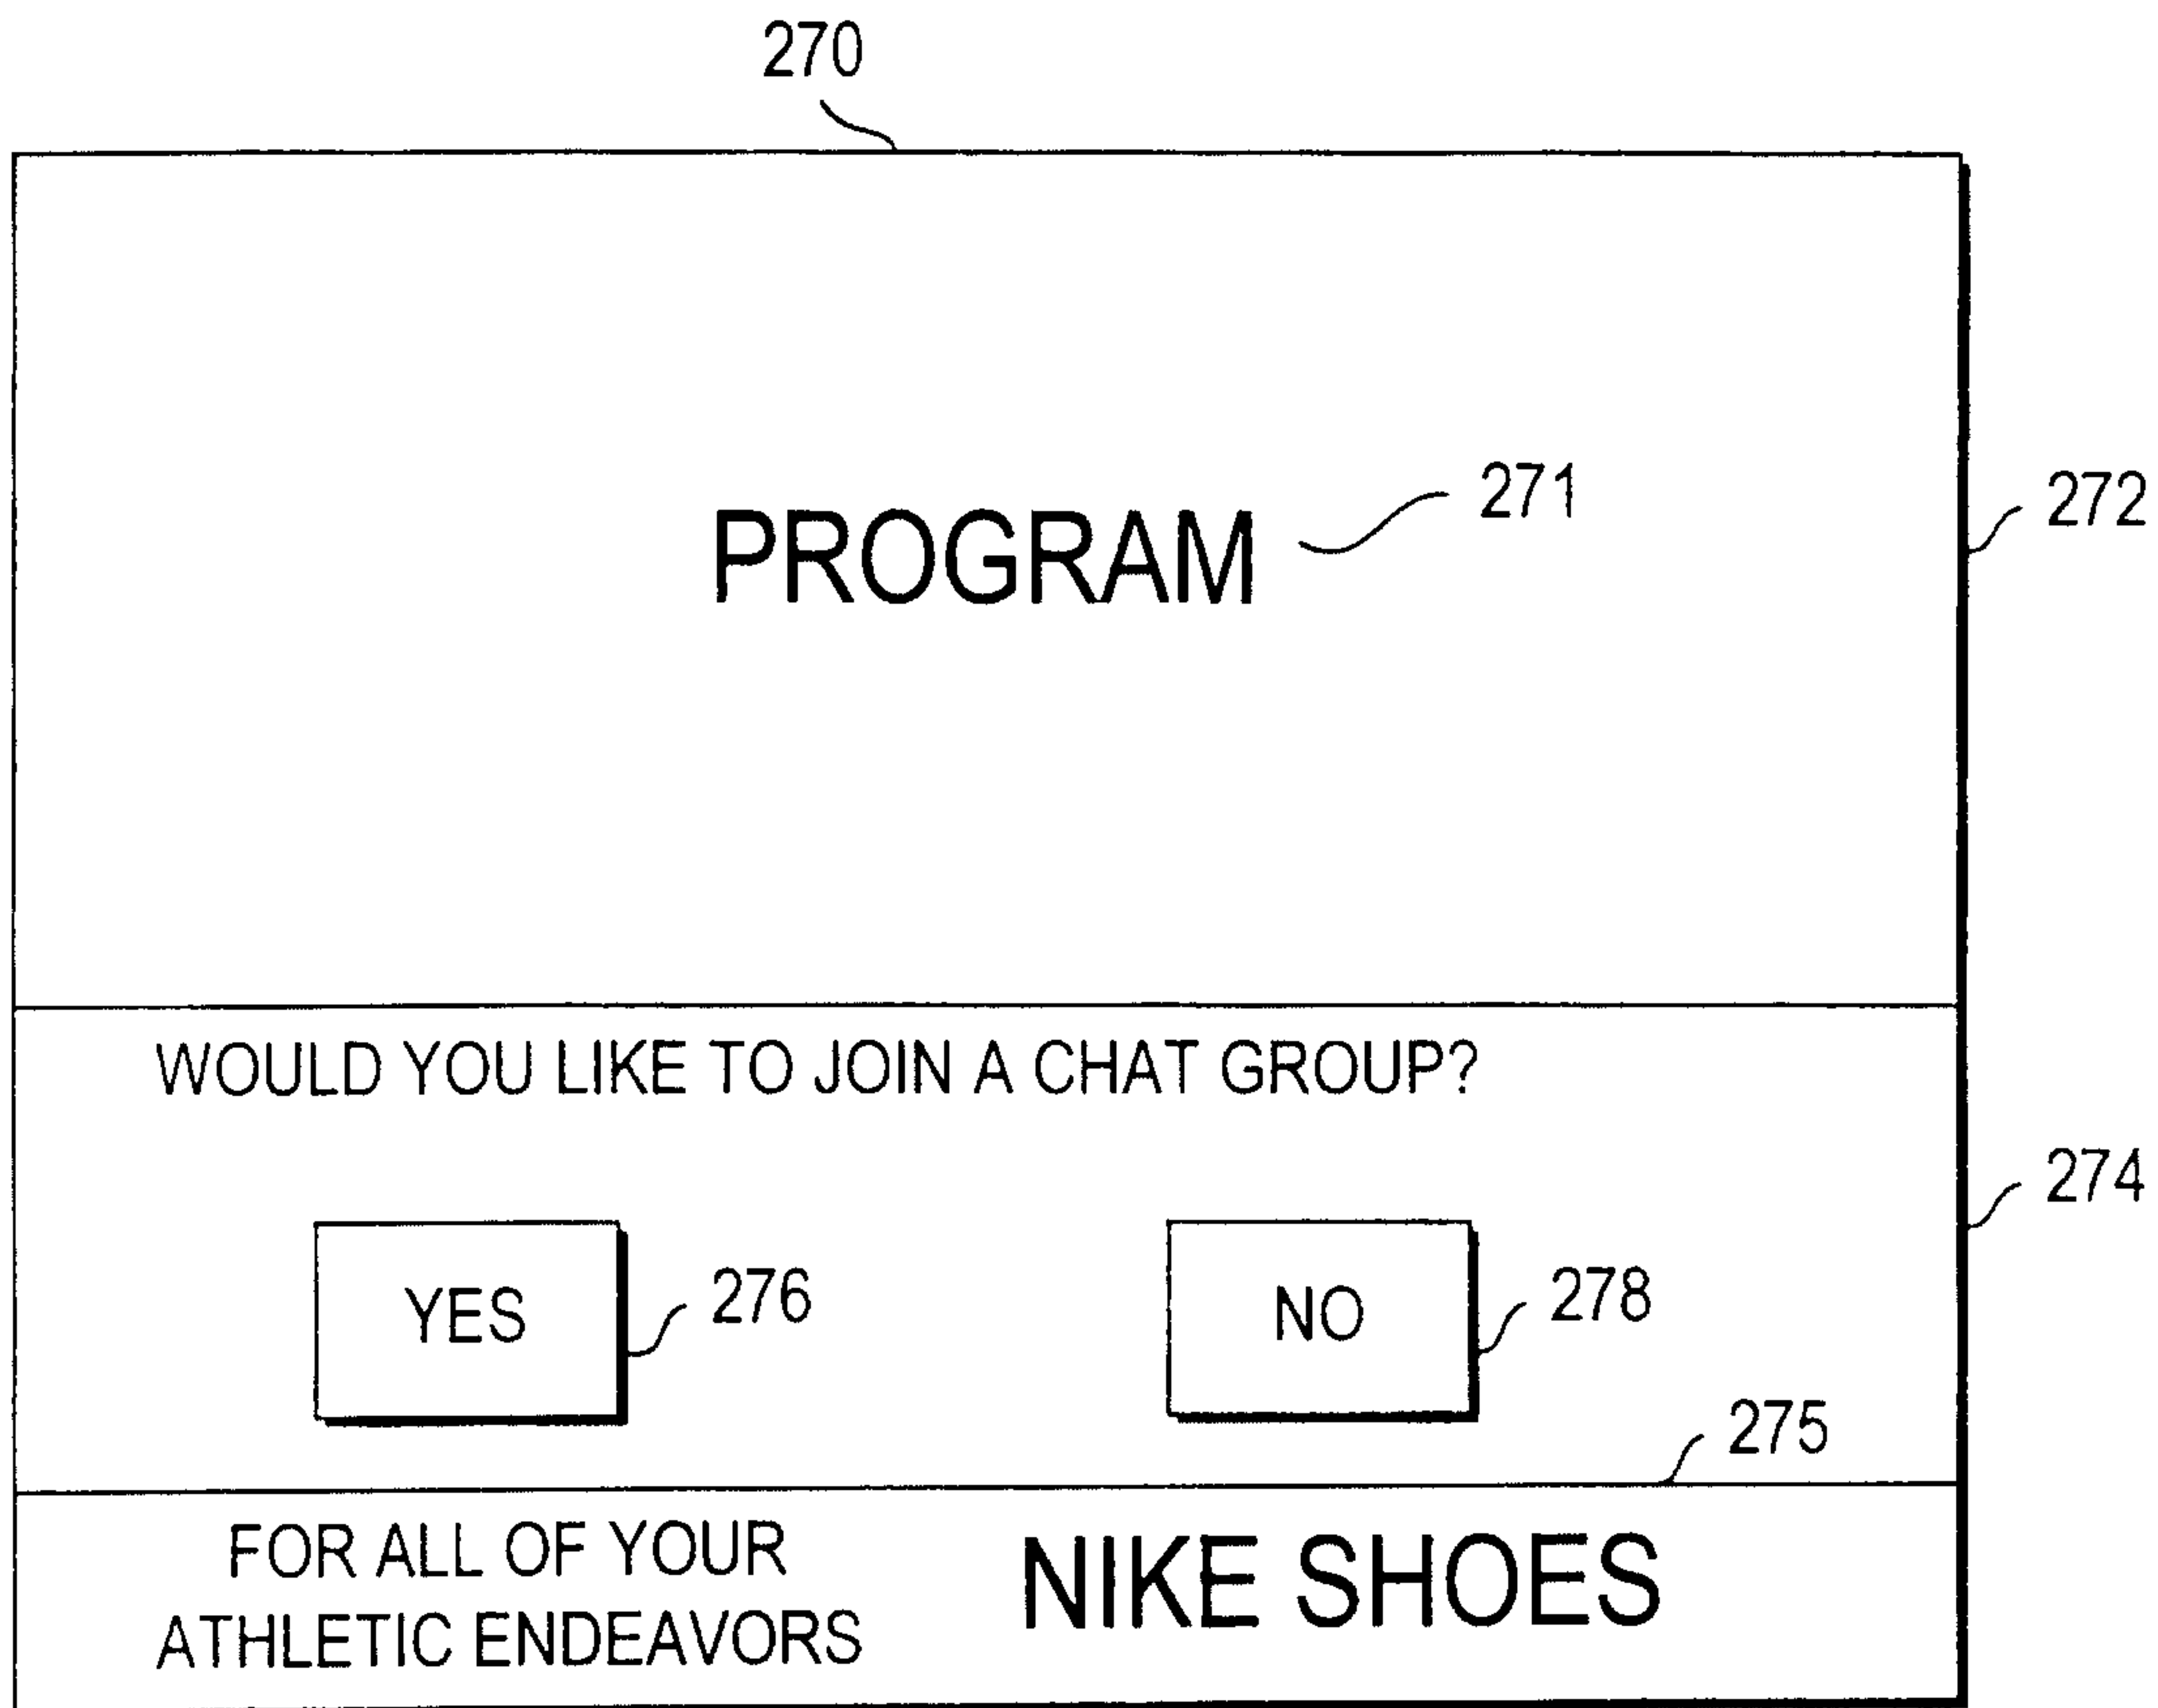 270
PROGRAM
271
272
WOULD YOU LIKE TO JOIN A CHAT GROUP?
274
YES
276
NO
278
275
FOR ALL OF YOUR
ATHLETIC ENDEAVORS
NIKE SHOES